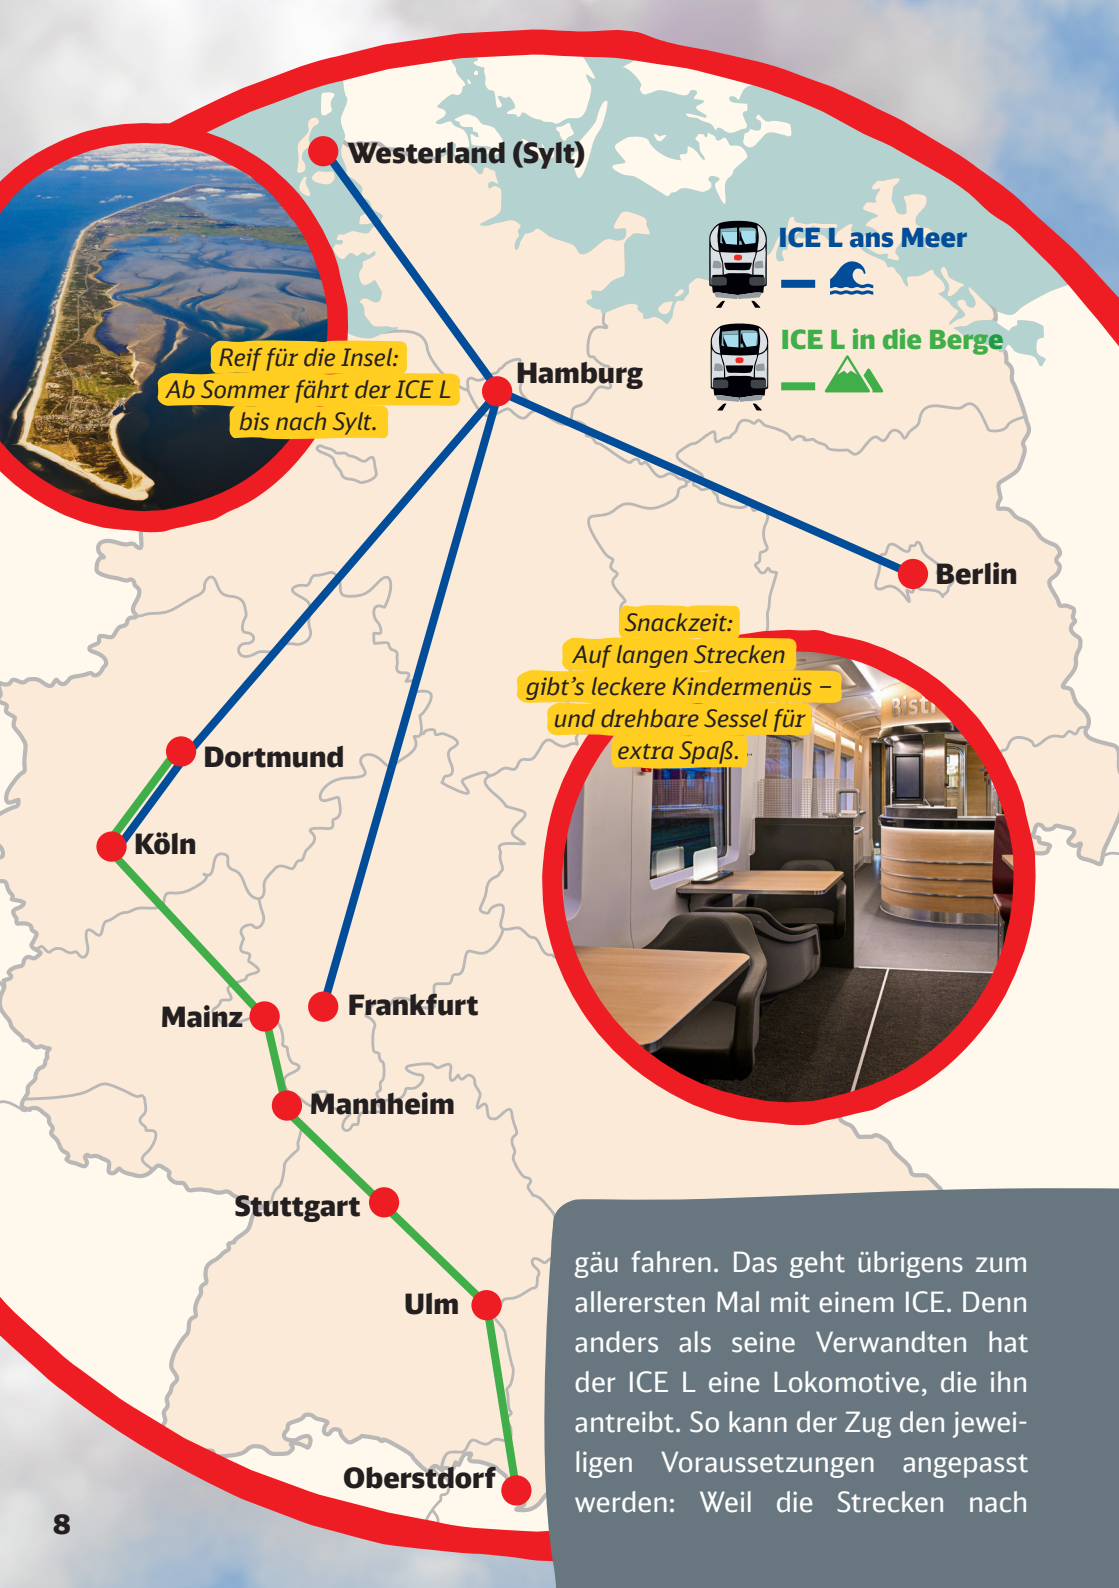 Westerland (Sylt)
ICE L ans Meer
ICE L in die Berge
Reif für die Insel:
Ab Sommer fährt der ICE L
bis nach Sylt.
Hamburg
Berlin
Snackzeit:
Auf langen Strecken
gibt's leckere Kindermenüs –
und drehbare Sessel für
extra Spaß.
Bistr
Dortmund
Köln
Mainz
Frankfurt
Mannheim
Stuttgart
Ulm
Oberstdorf
gäu fahren. Das geht übrigens zum
allerersten Mal mit einem ICE. Denn
anders als seine Verwandten hat
der ICE L eine Lokomotive, die ihn
antreibt. So kann der Zug den jewei-
ligen Voraussetzungen angepasst
werden: Weil die Strecken nach
8